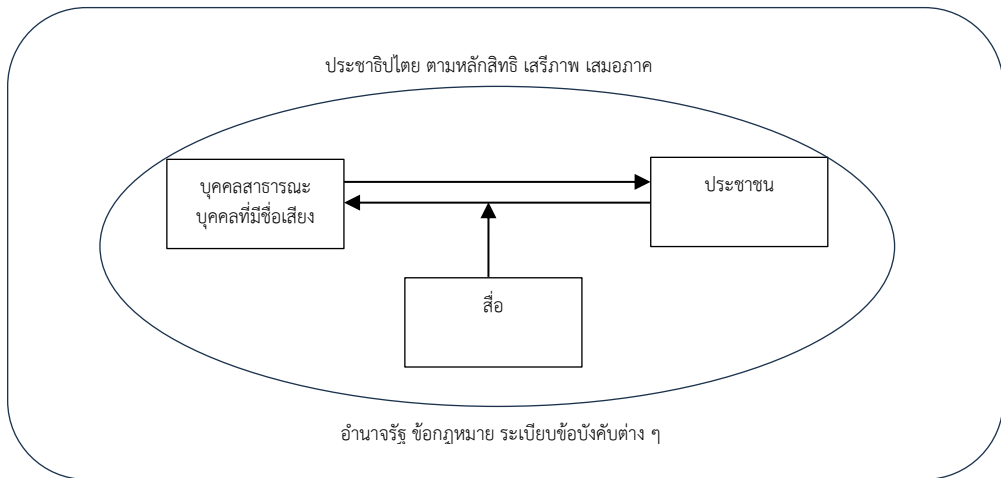 ประชาธิปไตย ตามหลักสิทธิ เสรีภาพ เสมอภาค
บุคคลสาธารณะ
บุคคลที่มีชื่อเสียง
ประชาชน
สื่อ
อำนาจรัฐ ข้อกฎหมาย ระเบียบข้อบังคับต่าง ๆ